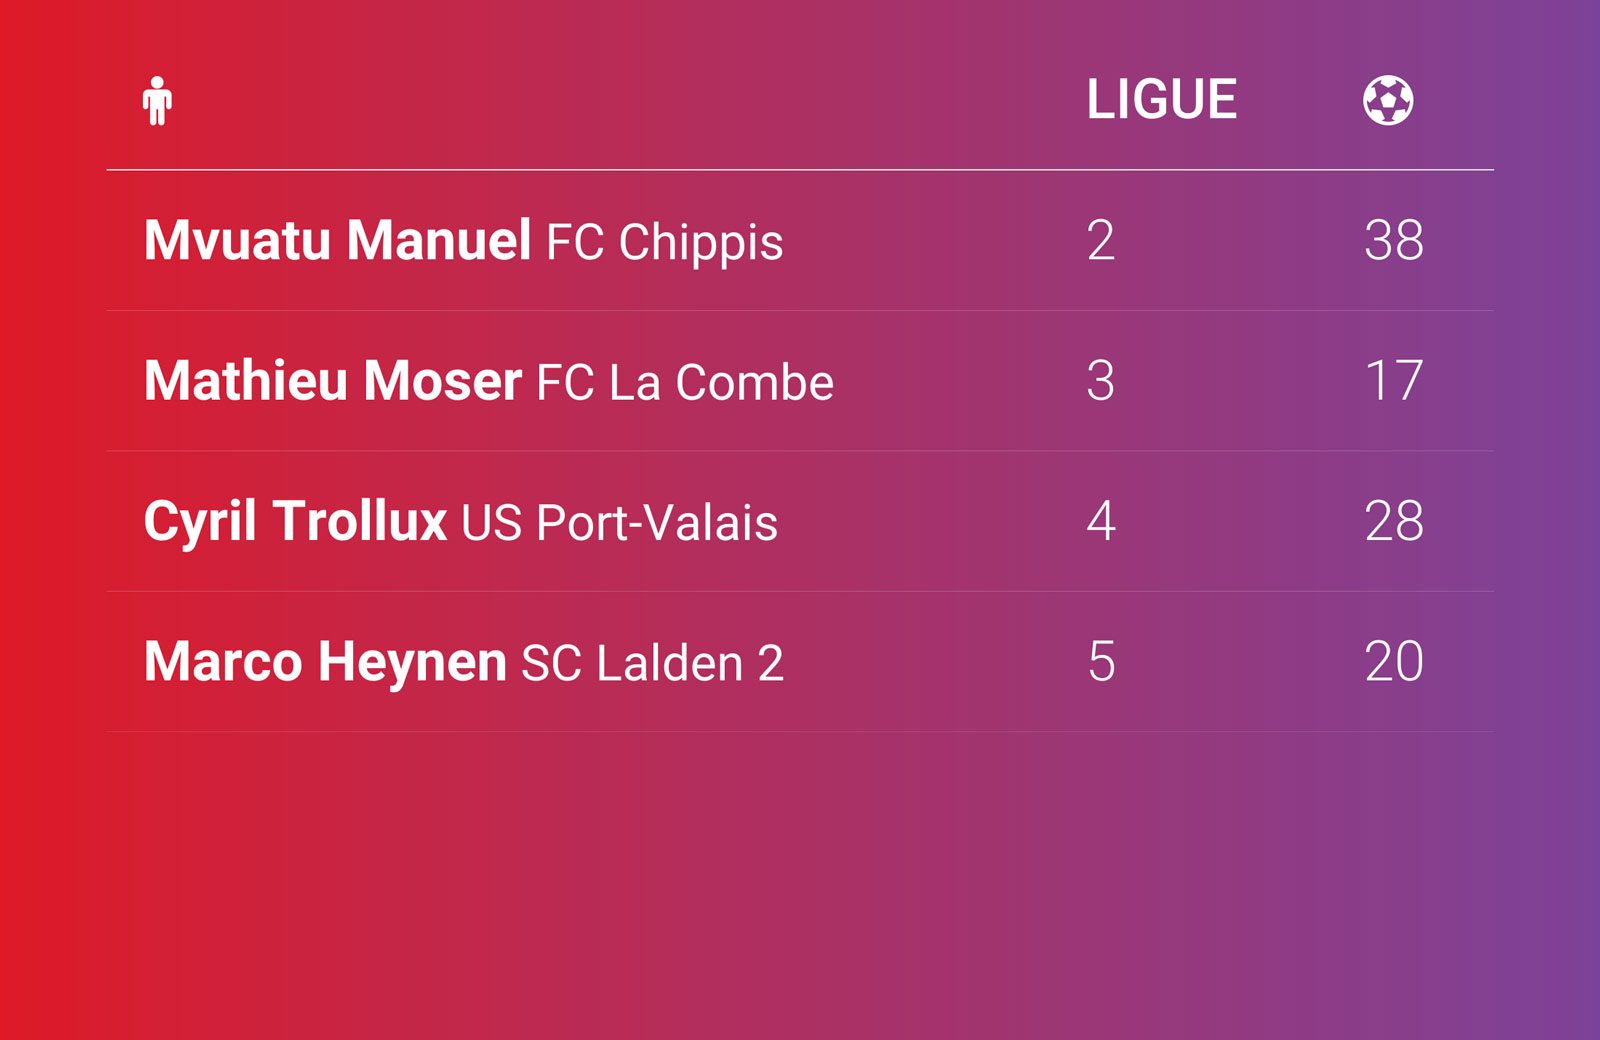 LIGUE
Mvuatu Manuel FC Chippis 2 38
Mathieu Moser FC La Combe 3 17
Cyril Trollux US Port-Valais 4 28
Marco Heynen SC Lalden 2 5 20